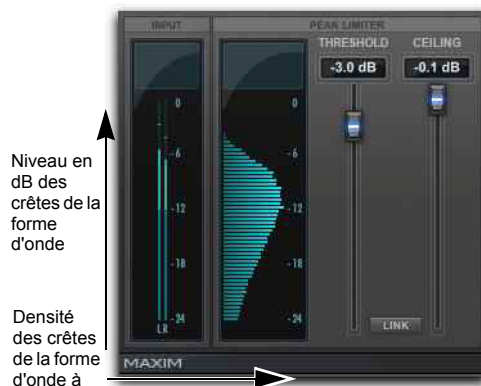 INPUT
PEAK LIMITER
THRESHOLD
CEILING
-3.0 dB
-0.1 dB
0
-6
-12
-18
-24
LR
0
-6
-12
-18
-24
LINK
MAXIM
Niveau en
dB des
crêtes de la
forme
d'onde
Densité
des crêtes
de la forme
d'onde à